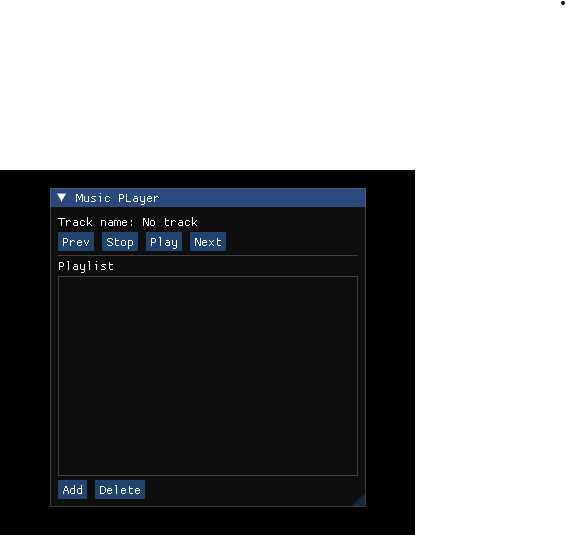 Music PLayer
Track name: No track
Prev Stop Play Next
Playlist
Add Delete